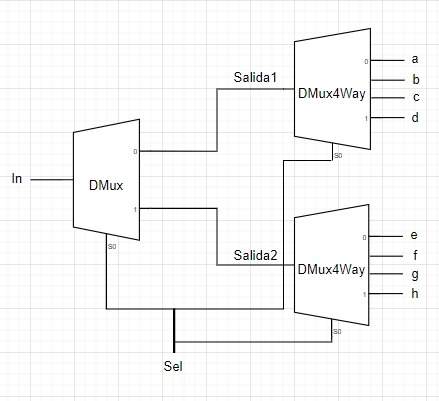 a
0
b
Salida1
DMux4Way
c
1
d
S0
0
In
DMux
1
e
0
f
S0
Salida2
DMux4Way
g
1
h
S0
Sel